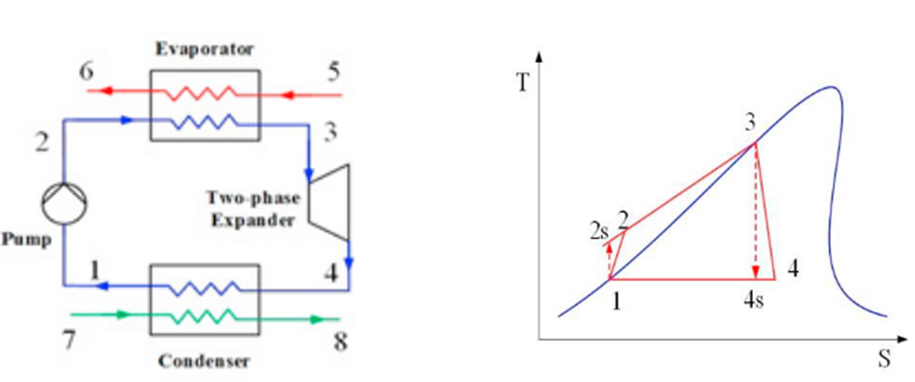 Evaporator
6
5
2
3
Two-phase
Expander
Pump
1
4
7
8
Condenser
T
3
2s
2
4
1
4s
S